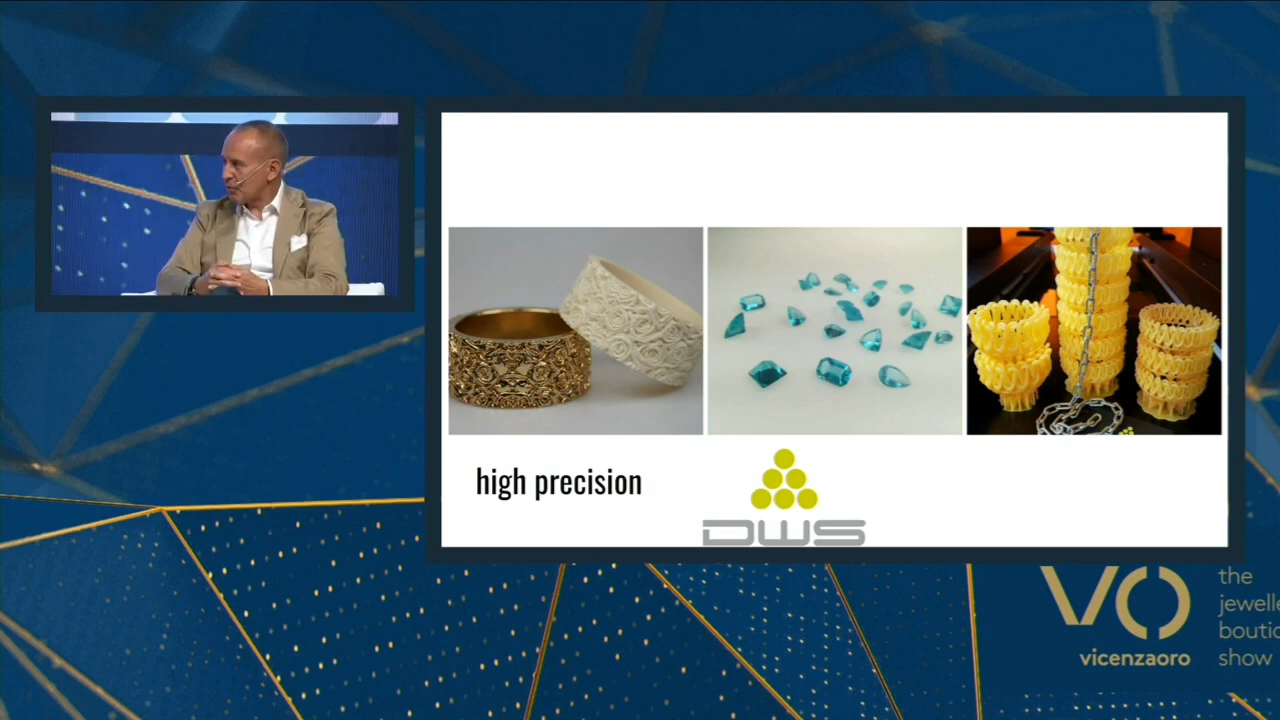 high precision
DWS
VO
vicenzaoro
the
jewelle
boutic
show